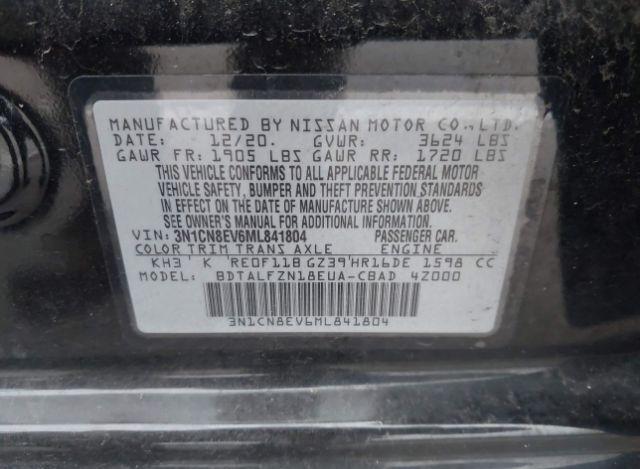 MANUFACTURED BY NISSAN MOTOR CO.,LTD.
DATE: 12/20. GVWR: 3624 LBS
GAWR FR: 1905 LBS GAWR RR: 1720 LBS
THIS VEHICLE CONFORMS TO ALL APPLICABLE FEDERAL MOTOR
VEHICLE SAFETY, BUMPER AND THEFT PREVENTION STANDARDS
IN EFFECT ON THE DATE OF MANUFACTURE SHOWN ABOVE.
SEE OWNER'S MANUAL FOR ADDITIONAL INFORMATION.
VIN: 3N1CN8EV6ML841804 PASSENGER CAR.
COLOR TRIM TRANS AXLE ENGINE
KH3 K RE0F11B GZ39 HR16DE 1598 CC
MODEL: BDTALFZN18EUA-CBAD 4Z000
3N1CN8EV6ML841804